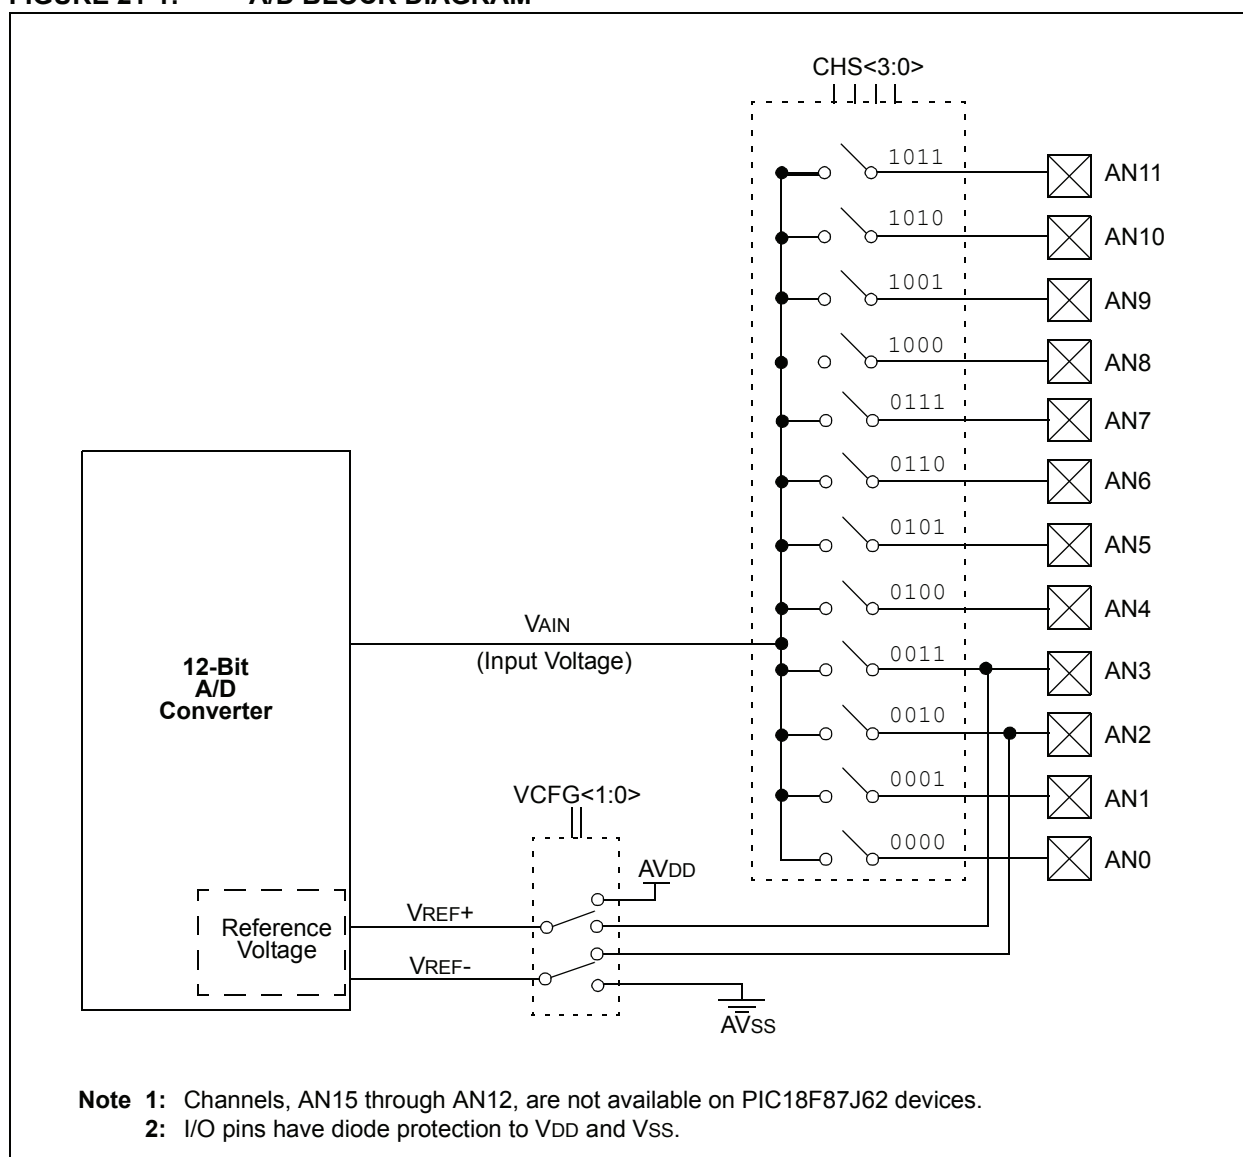 CHS<3:0>
1011
AN11
1010
AN10
1001
AN9
1000
AN8
0111
AN7
0110
AN6
0101
AN5
0100
AN4
VAIN
(Input Voltage)
0011
AN3
12-Bit
A/D
Converter
0010
AN2
0001
AN1
VCFG<1:0>
0000
AN0
AVDD
VREF+
Reference
Voltage
VREF-
AVSS
Note 1: Channels, AN15 through AN12, are not available on PIC18F87J62 devices.
2: I/O pins have diode protection to VDD and VSS.